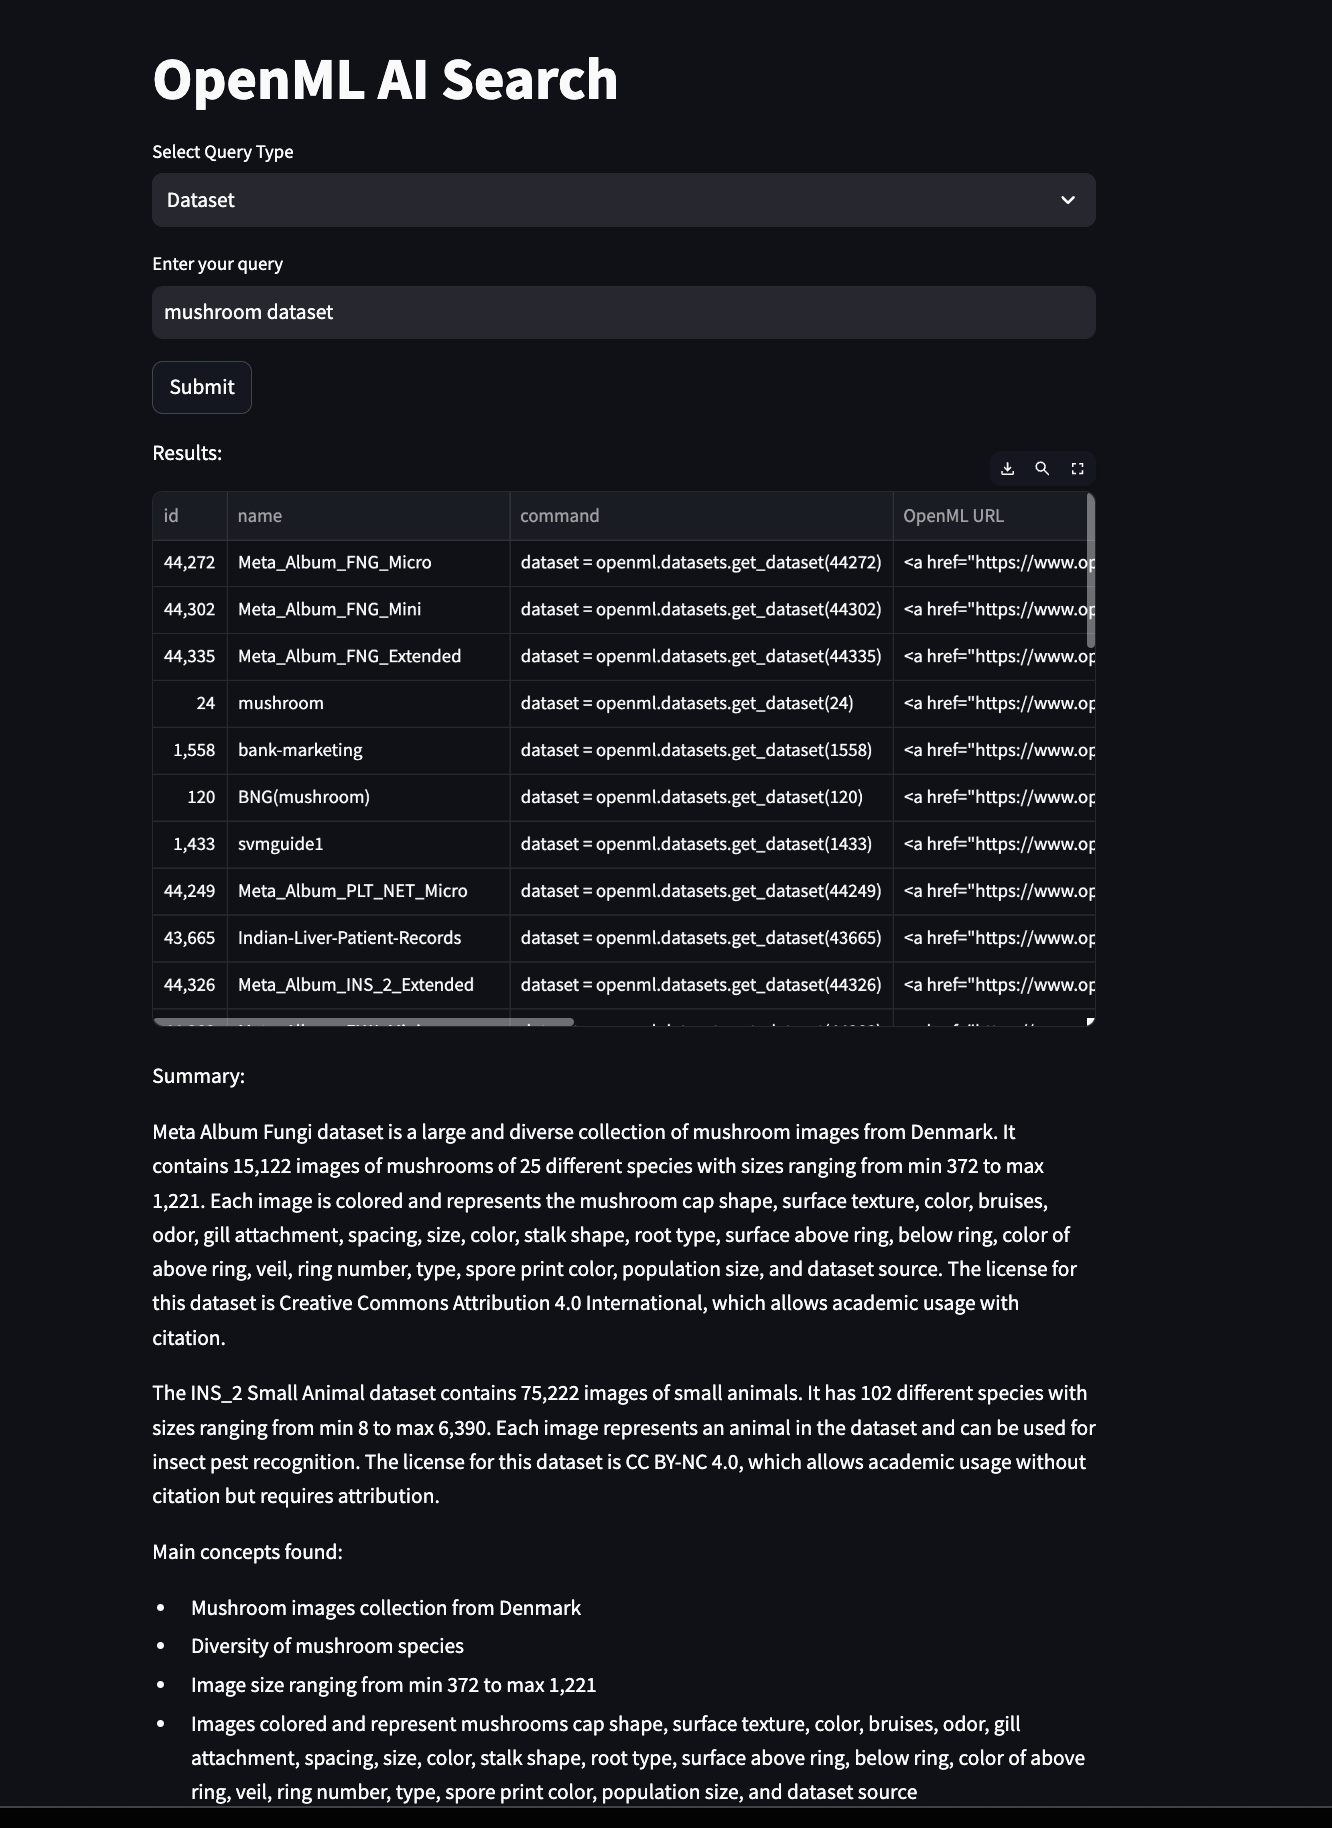 OpenML AI Search
Select Query Type
Dataset
Enter your query
mushroom dataset
Submit
Results:
id name command OpenML URL
44,272 Meta_Album_FNG_Micro dataset = openml.datasets.get_dataset(44272) <a href="https://www.op
44,302 Meta_Album_FNG_Mini dataset = openml.datasets.get_dataset(44302) <a href="https://www.op
44,335 Meta_Album_FNG_Extended dataset = openml.datasets.get_dataset(44335) <a href="https://www.op
24 mushroom dataset = openml.datasets.get_dataset(24) <a href="https://www.op
1,558 bank-marketing dataset = openml.datasets.get_dataset(1558) <a href="https://www.op
120 BNG(mushroom) dataset = openml.datasets.get_dataset(120) <a href="https://www.op
1,433 svmguide1 dataset = openml.datasets.get_dataset(1433) <a href="https://www.op
44,249 Meta_Album_PLT_NET_Micro dataset = openml.datasets.get_dataset(44249) <a href="https://www.op
43,665 Indian-Liver-Patient-Records dataset = openml.datasets.get_dataset(43665) <a href="https://www.op
44,326 Meta_Album_INS_2_Extended dataset = openml.datasets.get_dataset(44326) <a href="https://www.op
Summary:
Meta Album Fungi dataset is a large and diverse collection of mushroom images from Denmark. It
contains 15,122 images of mushrooms of 25 different species with sizes ranging from min 372 to max
1,221. Each image is colored and represents the mushroom cap shape, surface texture, color, bruises,
odor, gill attachment, spacing, size, color, stalk shape, root type, surface above ring, below ring, color of
above ring, veil, ring number, type, spore print color, population size, and dataset source. The license for
this dataset is Creative Commons Attribution 4.0 International, which allows academic usage with
citation.
The INS_2 Small Animal dataset contains 75,222 images of small animals. It has 102 different species with
sizes ranging from min 8 to max 6,390. Each image represents an animal in the dataset and can be used for
insect pest recognition. The license for this dataset is CC BY-NC 4.0, which allows academic usage without
citation but requires attribution.
Main concepts found:
• Mushroom images collection from Denmark
• Diversity of mushroom species
• Image size ranging from min 372 to max 1,221
• Images colored and represent mushrooms cap shape, surface texture, color, bruises, odor, gill
attachment, spacing, size, color, stalk shape, root type, surface above ring, below ring, color of above
ring, veil, ring number, type, spore print color, population size, and dataset source